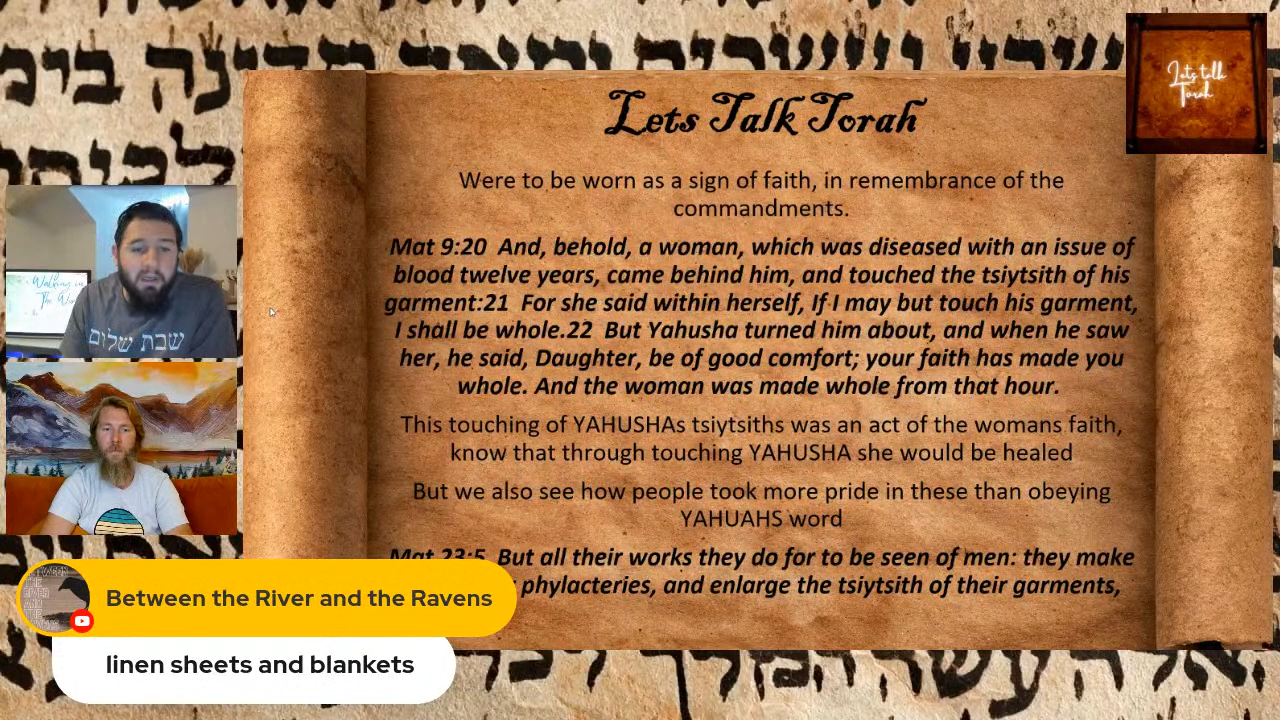 Lets talk
Torah
Lets Talk Torah
Were to be worn as a sign of faith, in remembrance of the
commandments.
Mat 9:20 And, behold, a woman, which was diseased with an issue of
blood twelve years, came behind him, and touched the tsiytsith of his
garment:21 For she said within herself, If I may but touch his garment,
I shall be whole.22 But Yahusha turned him about, and when he saw
her, he said, Daughter, be of good comfort; your faith has made you
whole. And the woman was made whole from that hour.
This touching of YAHUSHAs tsiytsiths was an act of the womans faith,
know that through touching YAHUSHA she would be healed
But we also see how people took more pride in these than obeying
YAHUAHS word
Mat 23:5 But all their works they do for to be seen of men: they make
phylacteries, and enlarge the tsiytsith of their garments,
Walking in
שבת שלום
Between the River and the Ravens
linen sheets and blankets